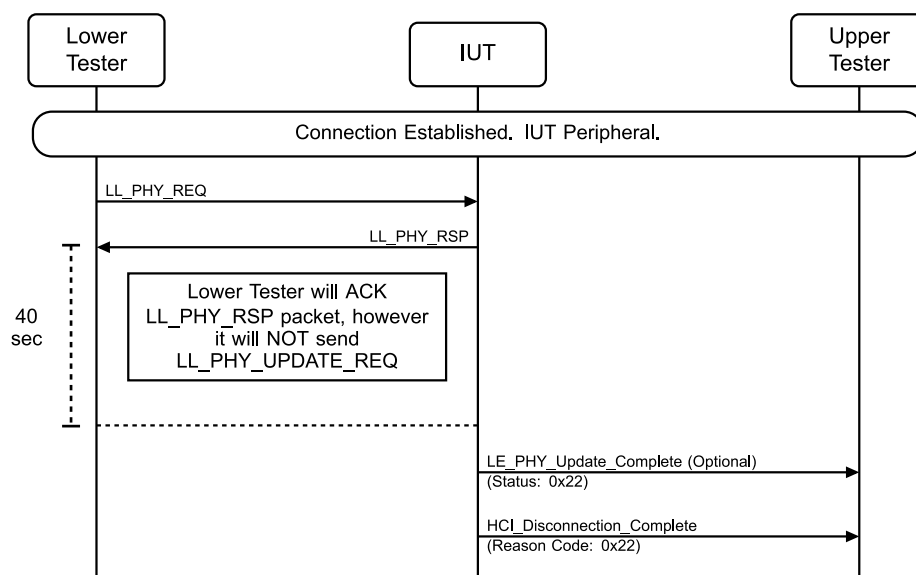 Lower
Tester
IUT
Upper
Tester
Connection Established. IUT Peripheral.
LL_PHY_REQ
LL_PHY_RSP
Lower Tester will ACK
LL_PHY_RSP packet, however
it will NOT send
LL_PHY_UPDATE_REQ
40
sec
LE_PHY_Update_Complete (Optional)
(Status: 0x22)
HCI_Disconnection_Complete
(Reason Code: 0x22)